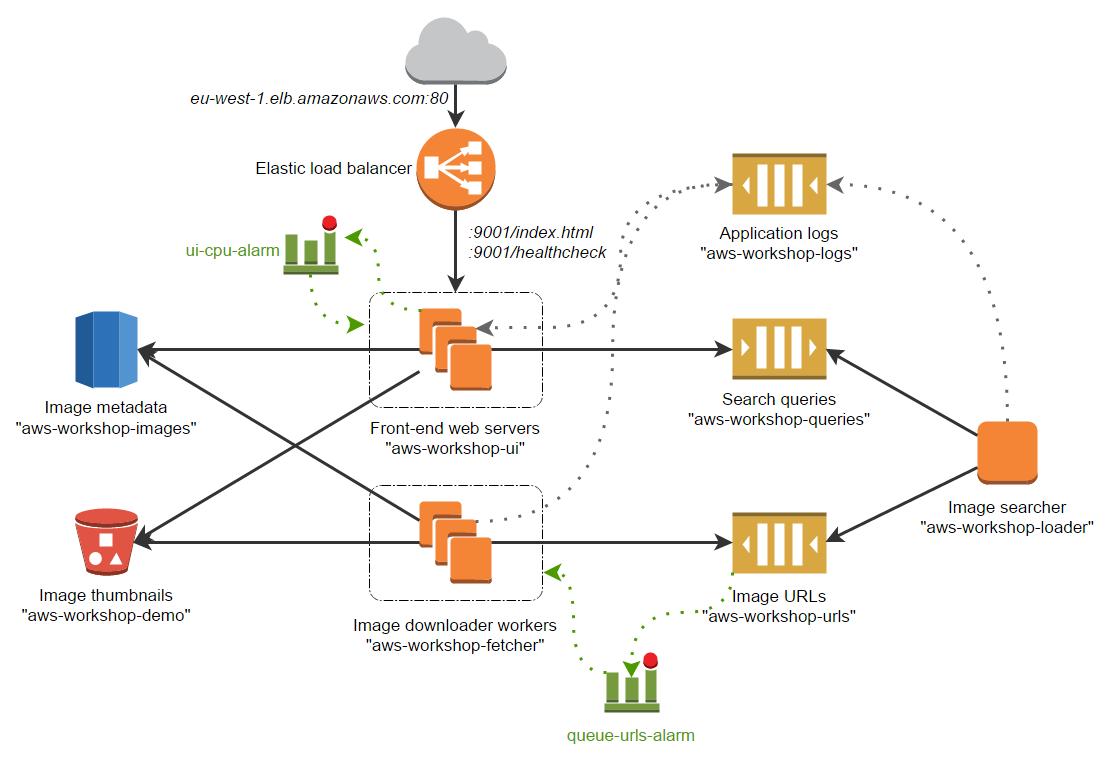 eu-west-1.elb.amazonaws.com:80
Elastic load balancer
:9001/index.html
:9001/healthcheck
ui-cpu-alarm
Application logs
"aws-workshop-logs"
Image metadata
"aws-workshop-images"
Front-end web servers
"aws-workshop-ui"
Search queries
"aws-workshop-queries"
Image searcher
"aws-workshop-loader"
Image thumbnails
"aws-workshop-demo"
Image downloader workers
"aws-workshop-fetcher"
Image URLs
"aws-workshop-urls"
queue-urls-alarm